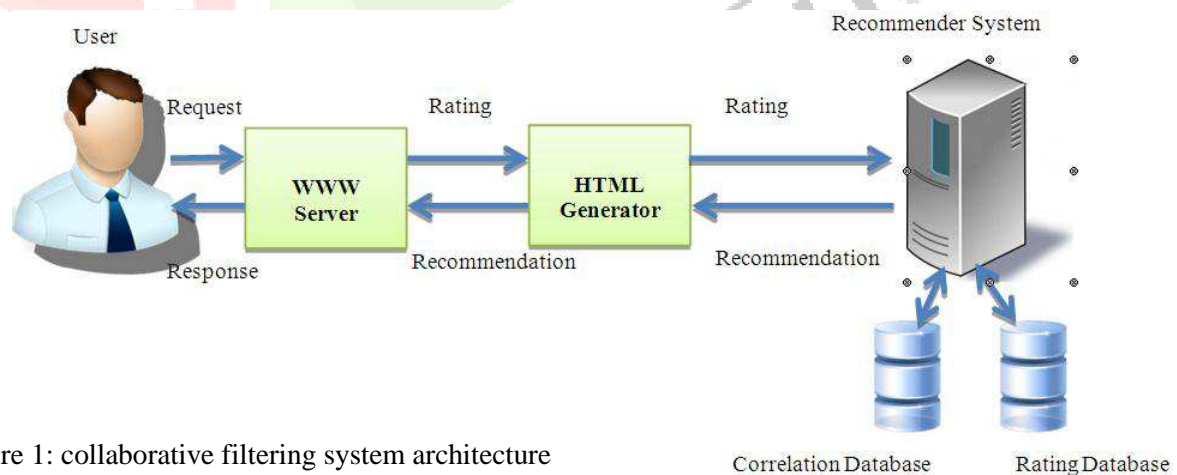 User
Recommender System
Request
Rating
Rating
WWW
Server
HTML
Generator
Response
Recommendation
Recommendation
re 1: collaborative filtering system architecture
Correlation Database
Rating Database